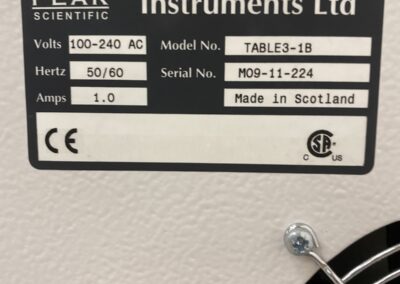 PEAK
SCIENTIFIC
Instruments Ltd
Volts 100-240 AC Model No. TABLE3-1B
Hertz 50/60 Serial No. M09-11-224
Amps 1.0 Made in Scotland
CE
C SA US